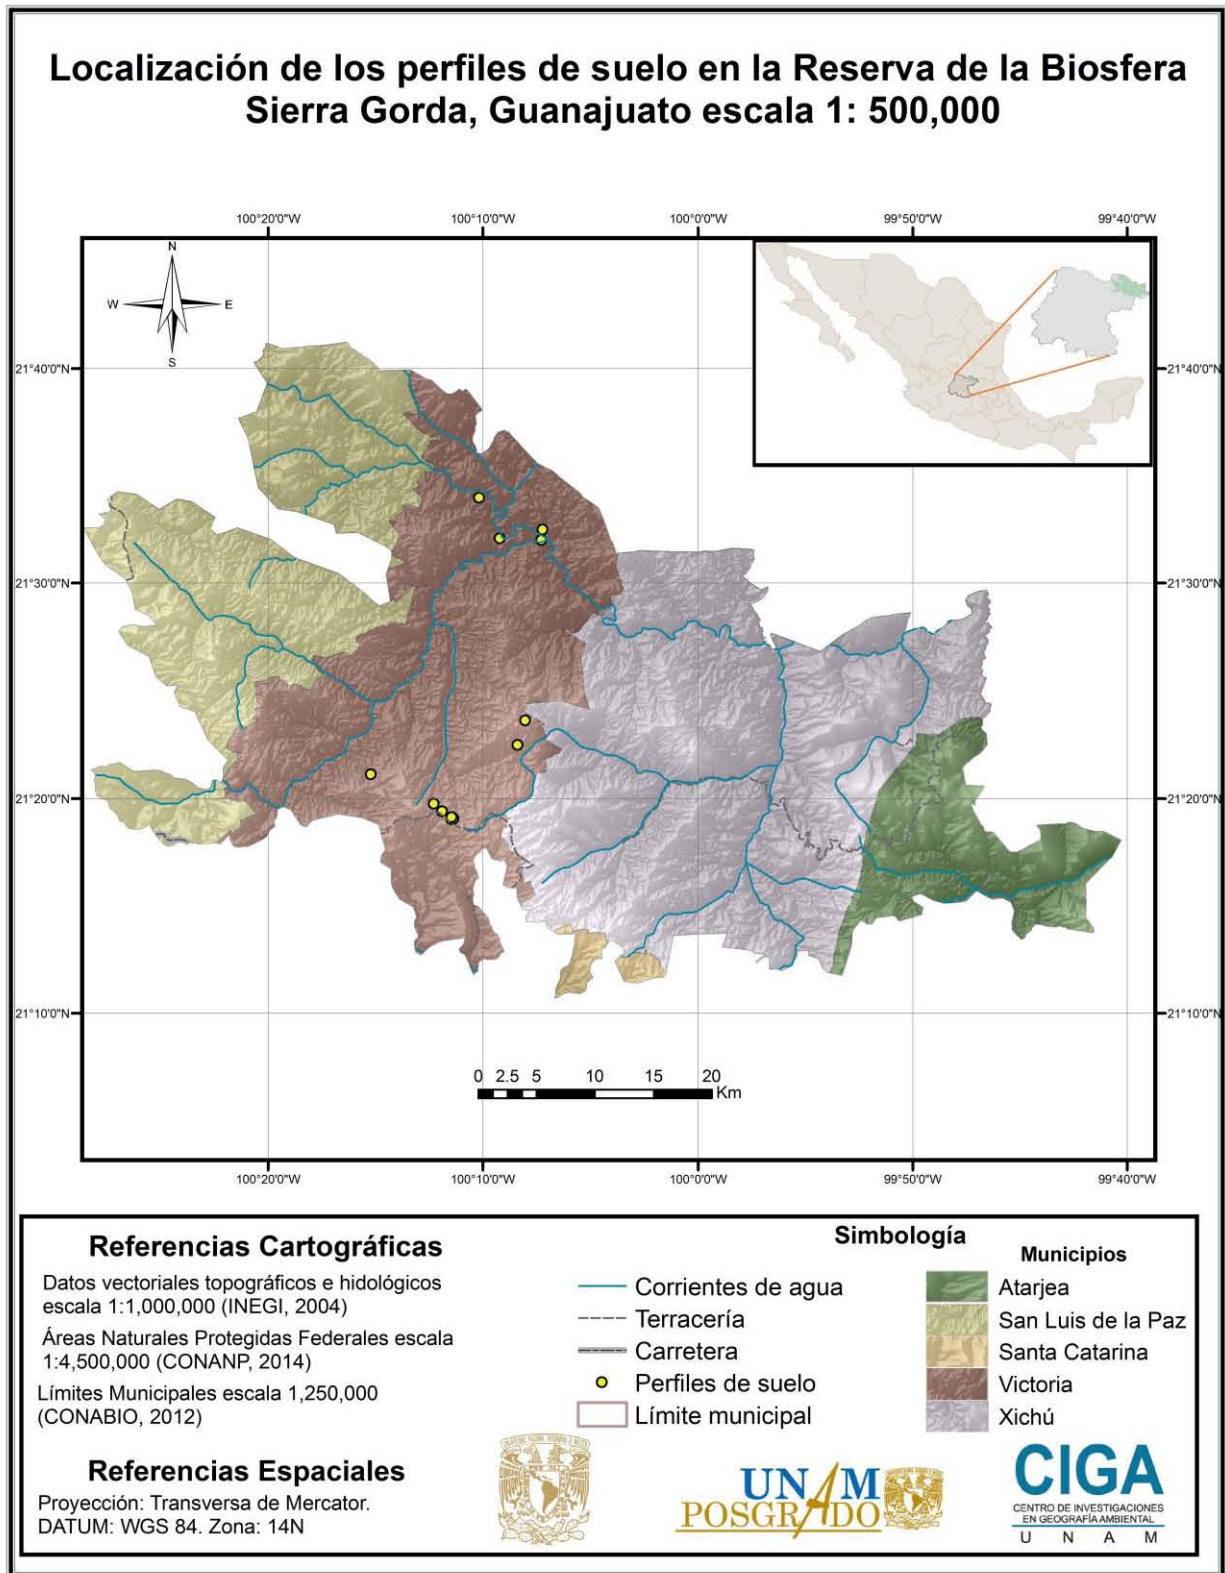 Localización de los perfiles de suelo en la Reserva de la Biosfera
Sierra Gorda, Guanajuato escala 1: 500,000
100°20'0"W
100°10'0"W
100°0'0"W
99°50'0"W
99°40'0"W
N
W
E
S
21°40'0"N
21°40'0"N
21°30'0"N
21°30'0"N
21°20'0"N
21°20'0"N
21°10'0"N
21°10'0"N
0 2.5 5 10 15 20
Km
100°20'0"W
100°10'0"W
100°0'0"W
99°50'0"W
99°40'0"W
Referencias Cartográficas
Datos vectoriales topográficos e hidológicos
escala 1:1,000,000 (INEGI, 2004)
Áreas Naturales Protegidas Federales escala
1:4,500,000 (CONANP, 2014)
Límites Municipales escala 1,250,000
(CONABIO, 2012)
Referencias Espaciales
Proyección: Transversa de Mercator.
DATUM: WGS 84. Zona: 14N
Simbología
Corrientes de agua
Terracería
Carretera
Perfiles de suelo
Límite municipal
Municipios
Atarjea
San Luis de la Paz
Santa Catarina
Victoria
Xichú
UNAM
POSGRADO
CIGA
CENTRO DE INVESTIGACIONES
EN GEOGRAFÍA AMBIENTAL
U N A M